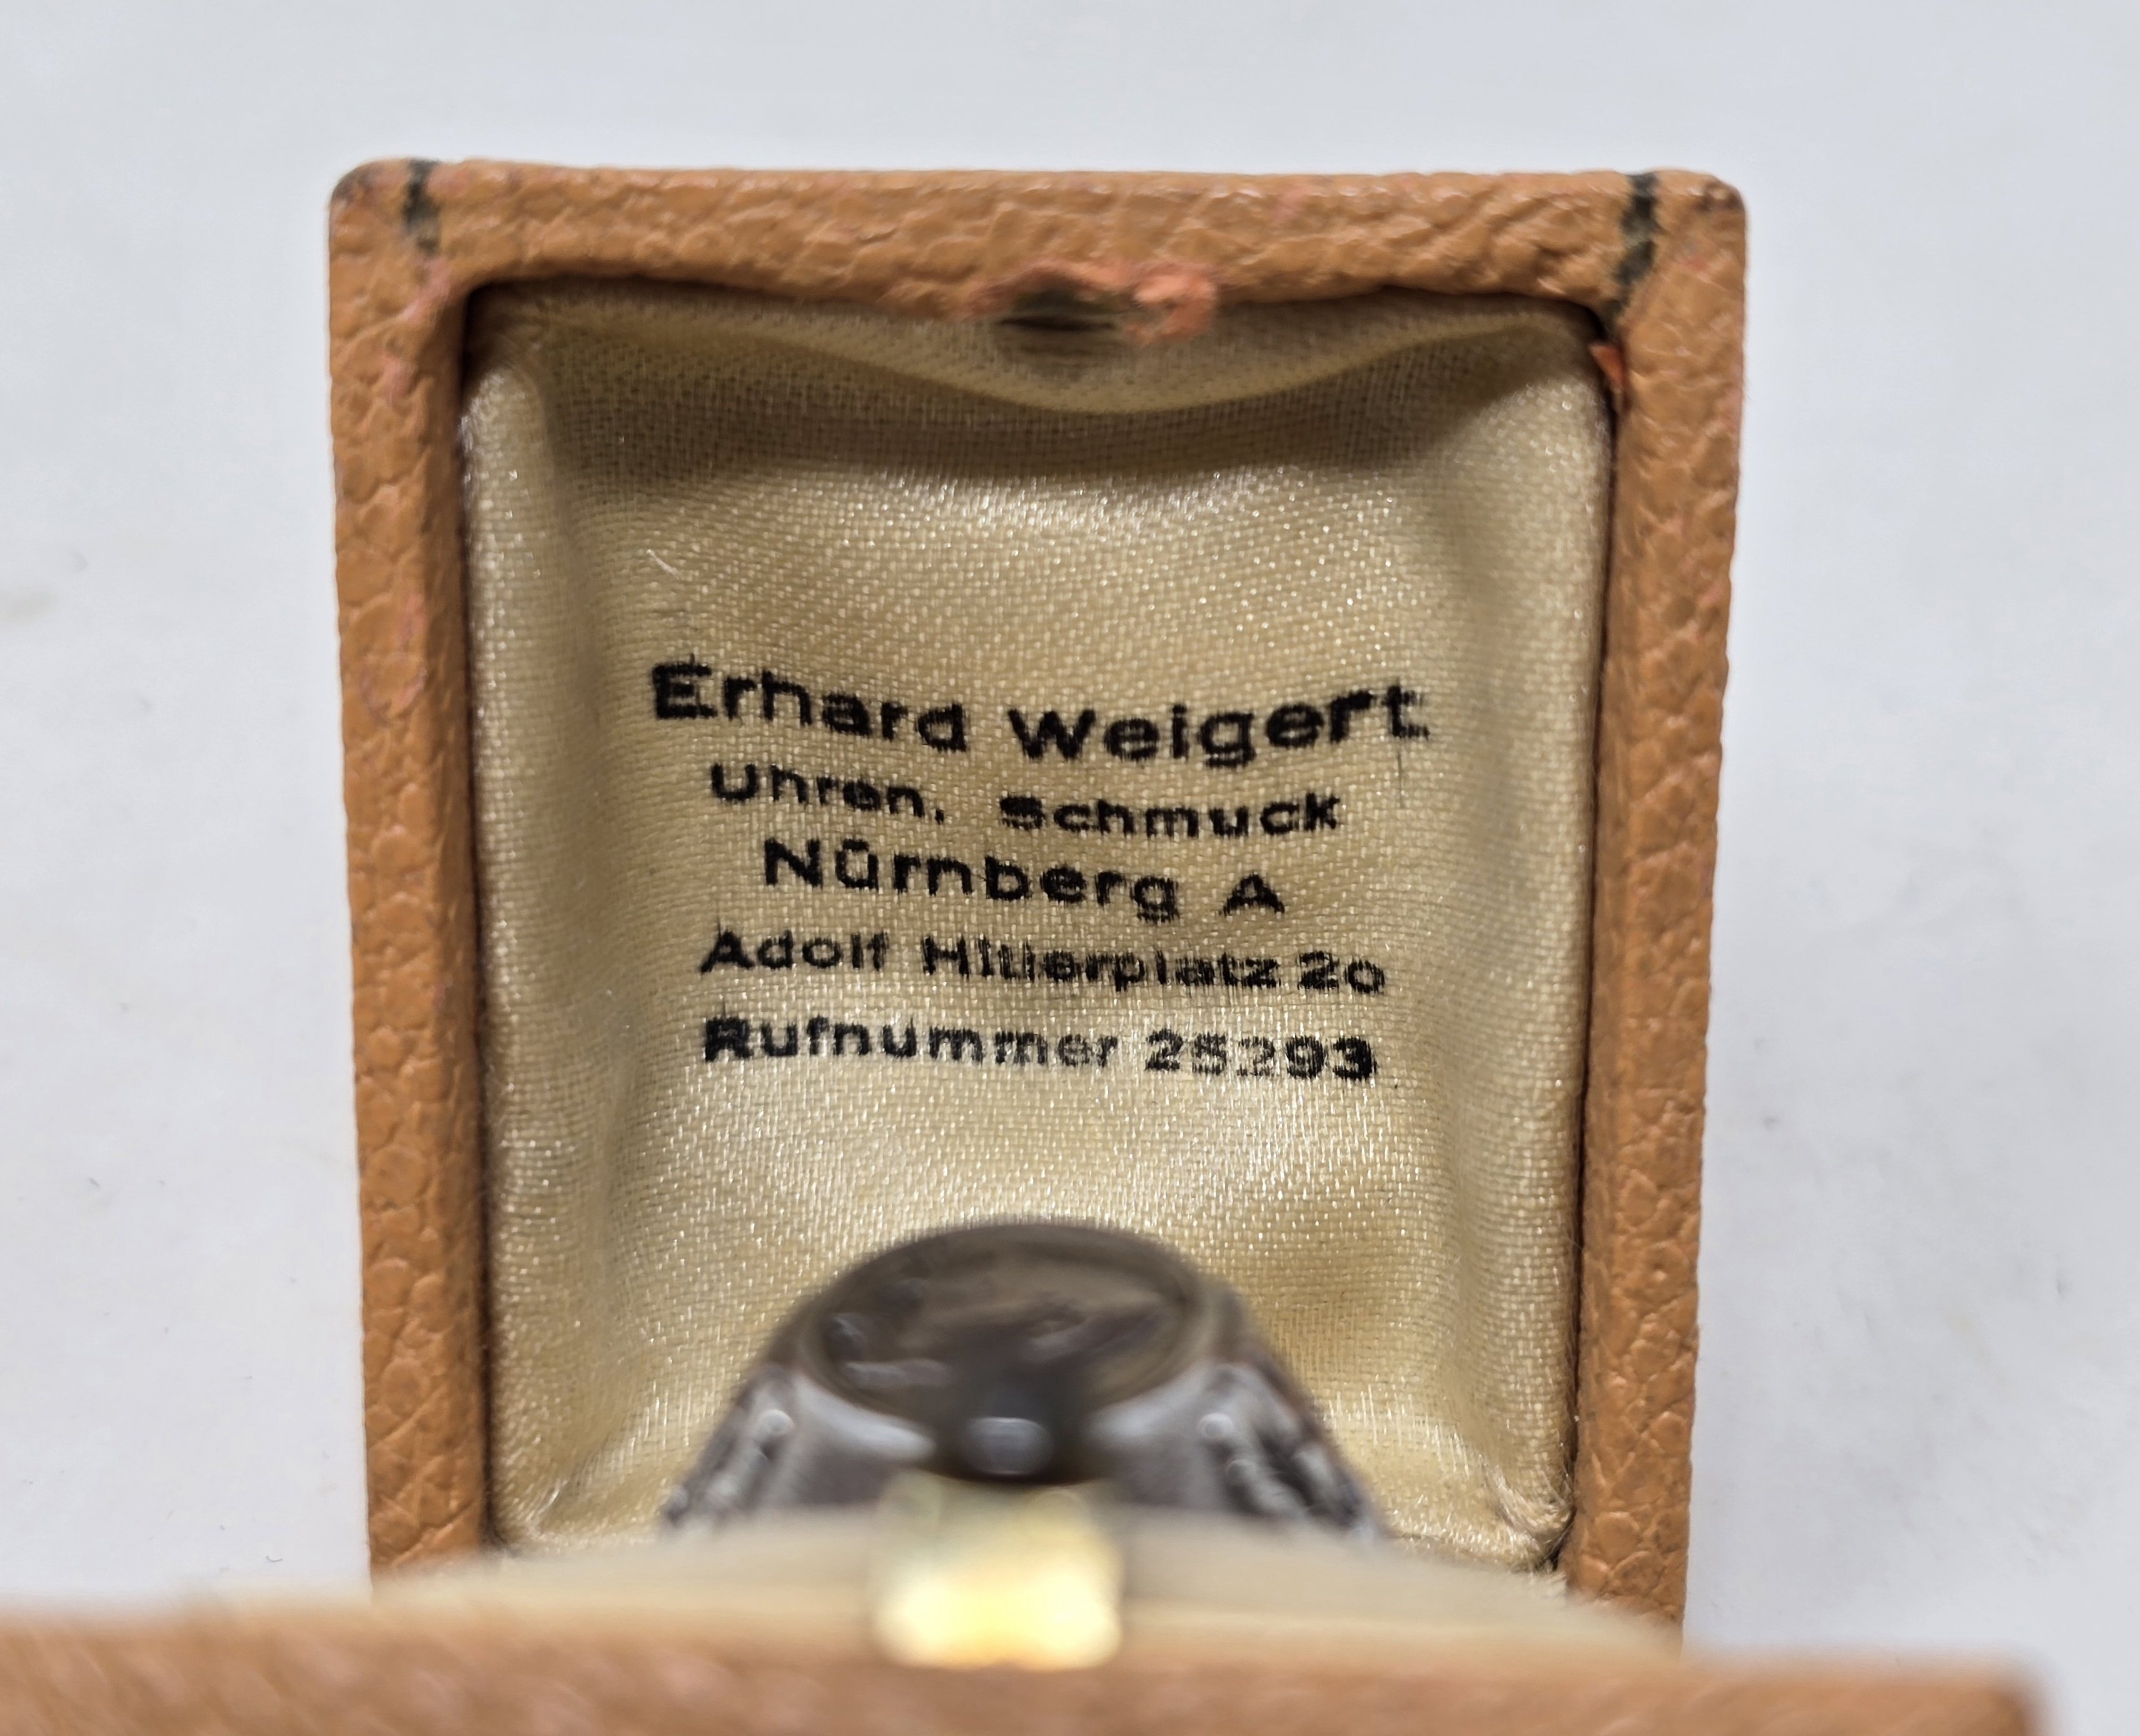 Erhard Weigert
Uhren, Schmuck
Nürnberg A
Adolf Hitlerplatz 20
Rufnummer 25293